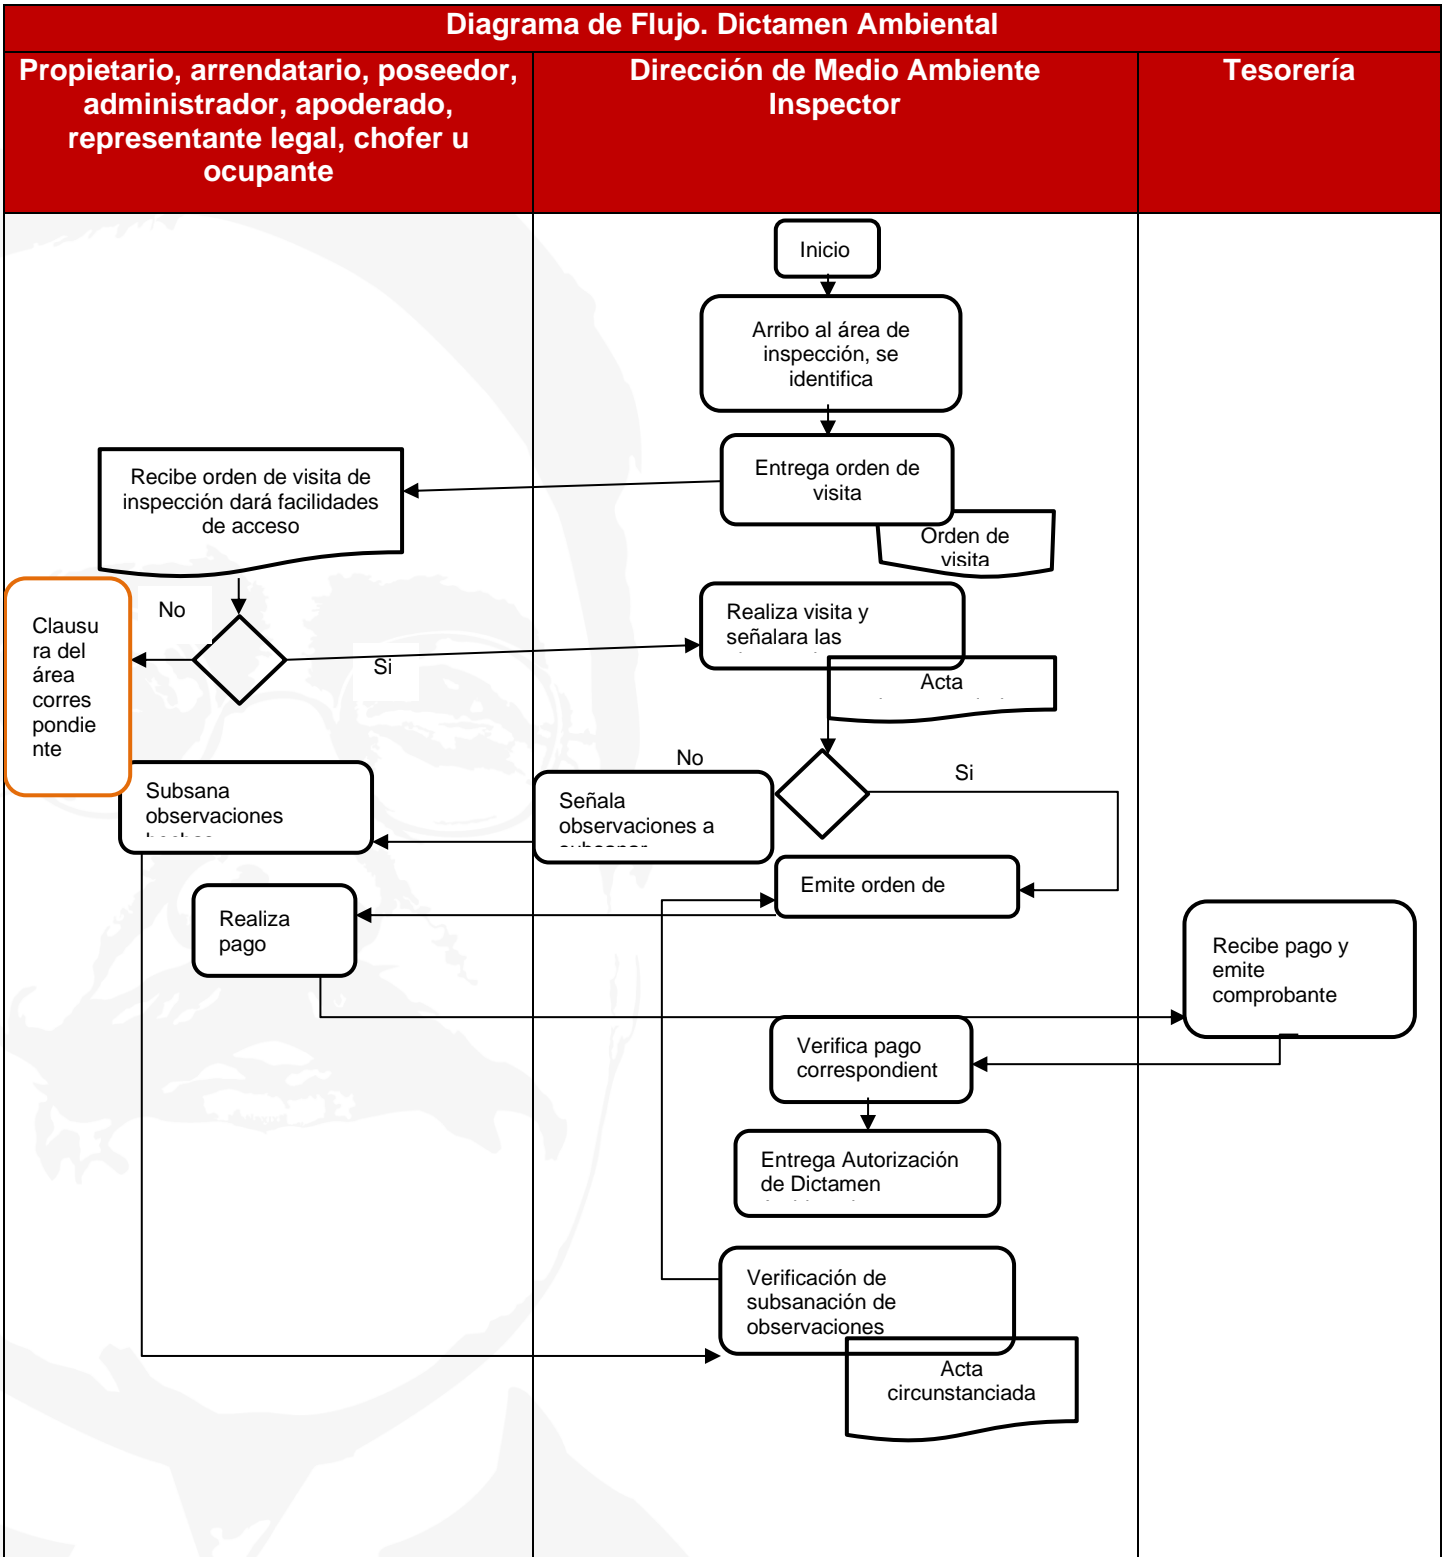 Diagrama de Flujo. Dictamen Ambiental
Propietario, arrendatario, poseedor,
administrador, apoderado,
representante legal, chofer u
ocupante
Dirección de Medio Ambiente
Inspector
Tesorería
Inicio
Arribo al área de
inspección, se
identifica
Entrega orden de
visita
Orden de
visita
Recibe orden de visita de
inspección dará facilidades
de acceso
No
Si
Clausu
ra del
área
corres
pondie
nte
Realiza visita y
señalara las
Acta
No
Si
Subsana
observaciones
Señala
observaciones a
Emite orden de
Realiza
pago
Recibe pago y
emite
comprobante
Verifica pago
correspondient
Entrega Autorización
de Dictamen
Verificación de
subsanación de
observaciones
Acta
circunstanciada